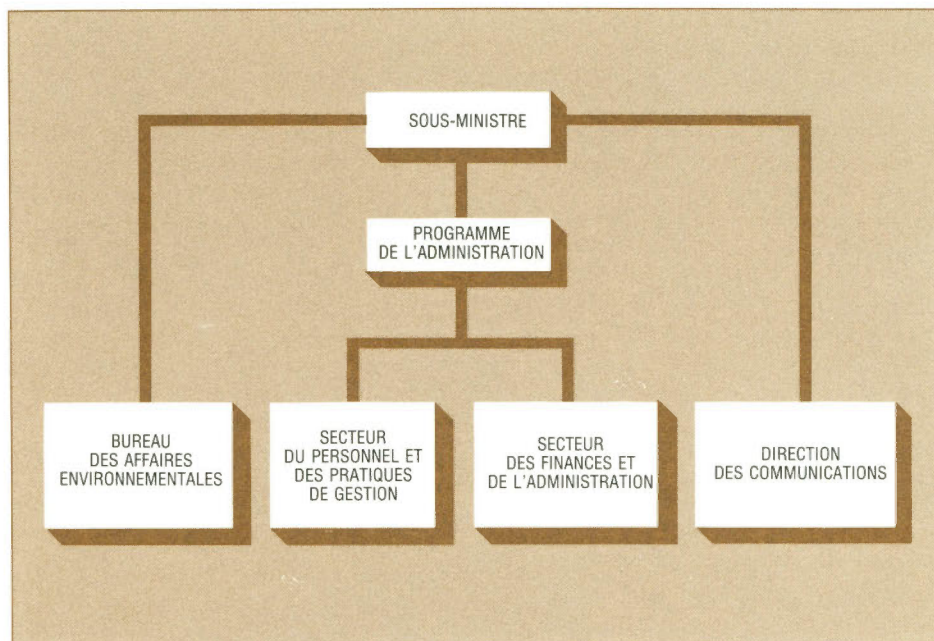 SOUS-MINISTRE
PROGRAMME
DE L'ADMINISTRATION
BUREAU
DES AFFAIRES
ENVIRONNEMENTALES
SECTEUR
DU PERSONNEL ET
DES PRATIQUES
DE GESTION
SECTEUR
DES FINANCES ET
DE L'ADMINISTRATION
DIRECTION
DES COMMUNICATIONS